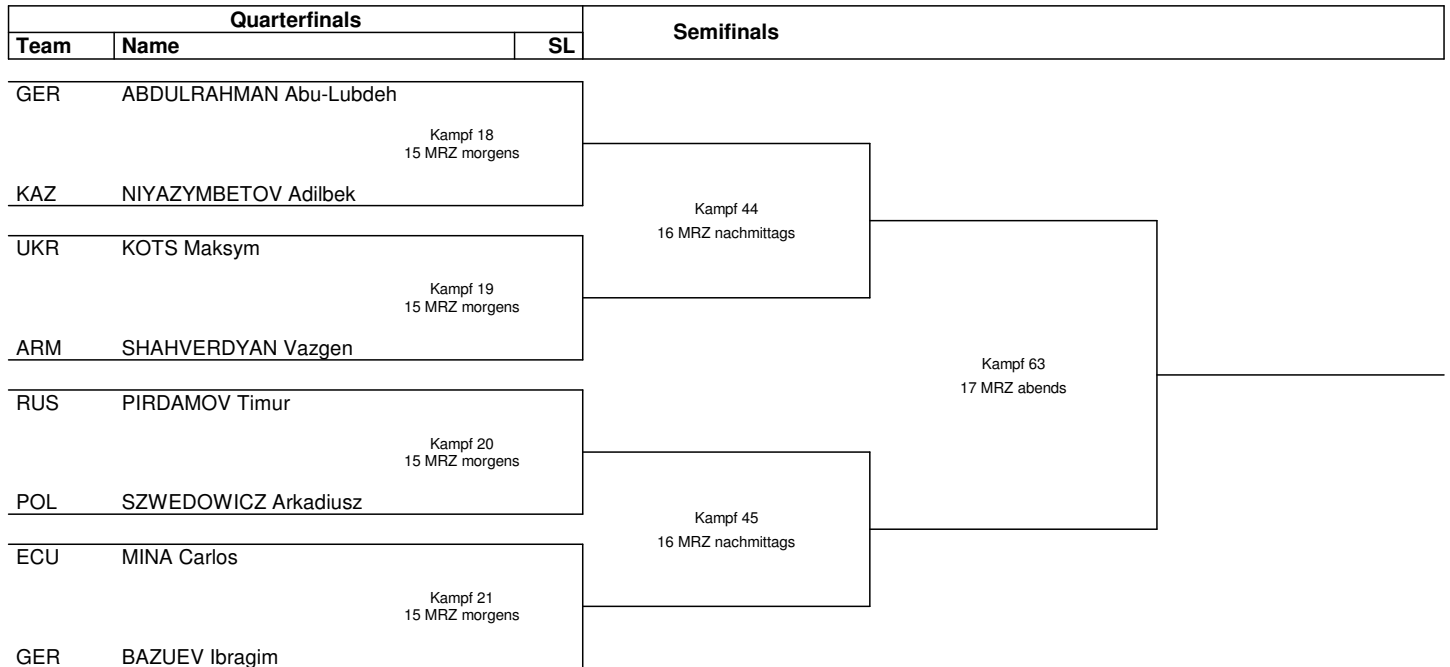 Quarterfinals
Semifinals
Team Name SL
GER ABDULRAHMAN Abu-Lubdeh
Kampf 18
15 MRZ morgens
KAZ NIYAZYMBETOV Adilbek
Kampf 44
16 MRZ nachmittags
UKR KOTS Maksym
Kampf 19
15 MRZ morgens
ARM SHAHVERDYAN Vazgen
Kampf 63
17 MRZ abends
RUS PIRDAMOV Timur
Kampf 20
15 MRZ morgens
POL SZWEDOWICZ Arkadiusz
Kampf 45
16 MRZ nachmittags
ECU MINA Carlos
Kampf 21
15 MRZ morgens
GER BAZUEV Ibragim